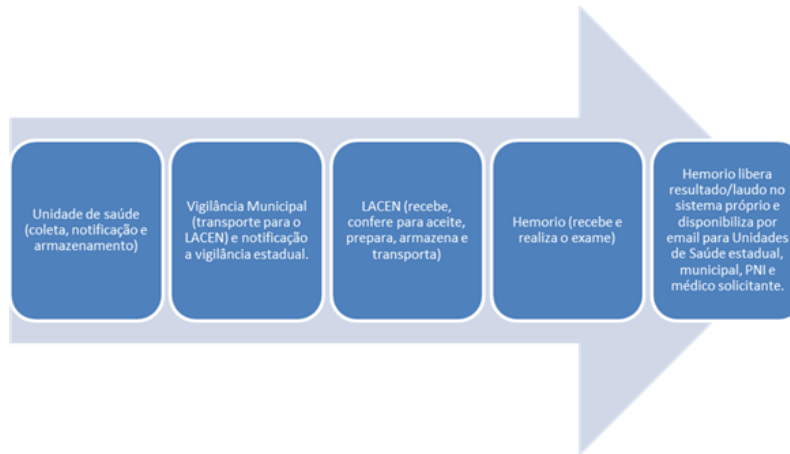 Unidade de saúde
(coleta, notificação e
armazenamento)
Vigilância Municipal
(transporte para o
LACEN) e notificação
a vigilância estadual.
LACEN (recebe,
confere para aceite,
prepara, armazena e
transporta)
Hemorio (recebe e
realiza o exame)
Hemorio libera
resultado/laudo no
sistema próprio e
disponibiliza por
email para Unidades
de Saúde estadual,
municipal, PNI e
médico solicitante.